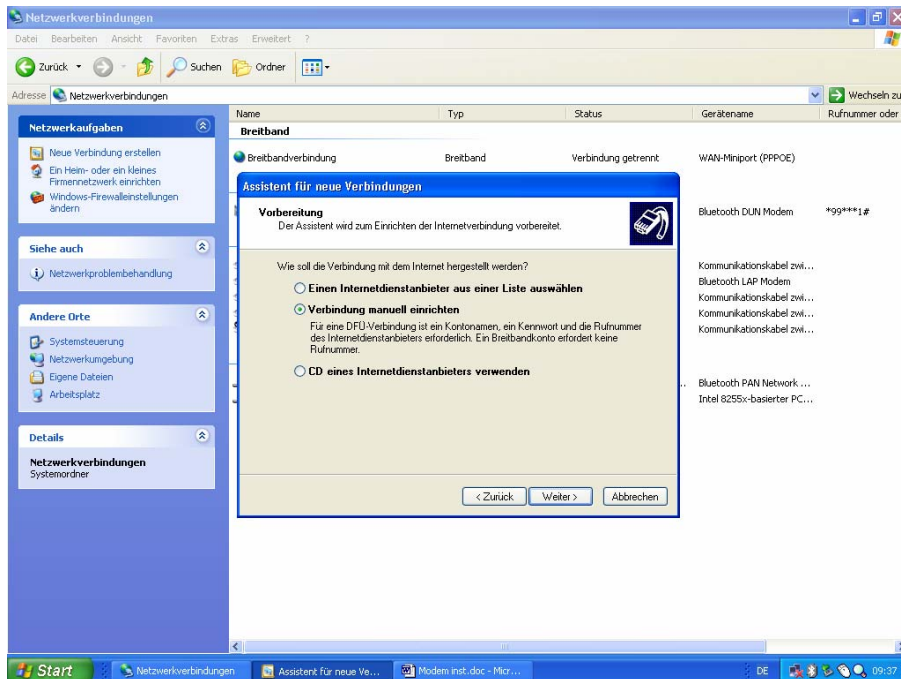 Netzwerkverbindungen
Datei Bearbeiten Ansicht Favoriten Extras Erweitert ?
Zurück Suchen Ordner
Adresse Netzwerkverbindungen Wechseln zu
Netzwerkaufgaben
Neue Verbindung erstellen
Ein Heim- oder ein kleines
Firmennetzwerk einrichten
Windows-Firewalleinstellungen
ändern
Siehe auch
Netzwerkproblembehandlung
Andere Orte
Systemsteuerung
Netzwerkumgebung
Eigene Dateien
Arbeitsplatz
Details
Netzwerkverbindungen
Systemordner
Name Typ Status Gerätename Rufnummer oder
Breitband
Breitbandverbindung Breitband Verbindung getrennt WAN-Miniport (PPPOE)
Bluetooth DUN Modem *99***1#
Kommunikationskabel zwi...
Bluetooth LAP Modem
Kommunikationskabel zwi...
Kommunikationskabel zwi...
Kommunikationskabel zwi...
Bluetooth PAN Network ...
Intel 8255x-basierter PC...
Assistent für neue Verbindungen
Vorbereitung
Der Assistent wird zum Einrichten der Internetverbindung vorbereitet.
Wie soll die Verbindung mit dem Internet hergestellt werden?
Einen Internetdienstanbieter aus einer Liste auswählen
Verbindung manuell einrichten
Für eine DFÜ-Verbindung ist ein Kontonamen, ein Kennwort und die Rufnummer
des Internetdienstanbieters erforderlich. Ein Breitbandkonto erfordert keine
Rufnummer.
CD eines Internetdienstanbieters verwenden
< Zurück Weiter > Abbrechen
Start Netzwerkverbindungen Assistent für neue Ve... Modem inst.doc - Micr... DE 09:37